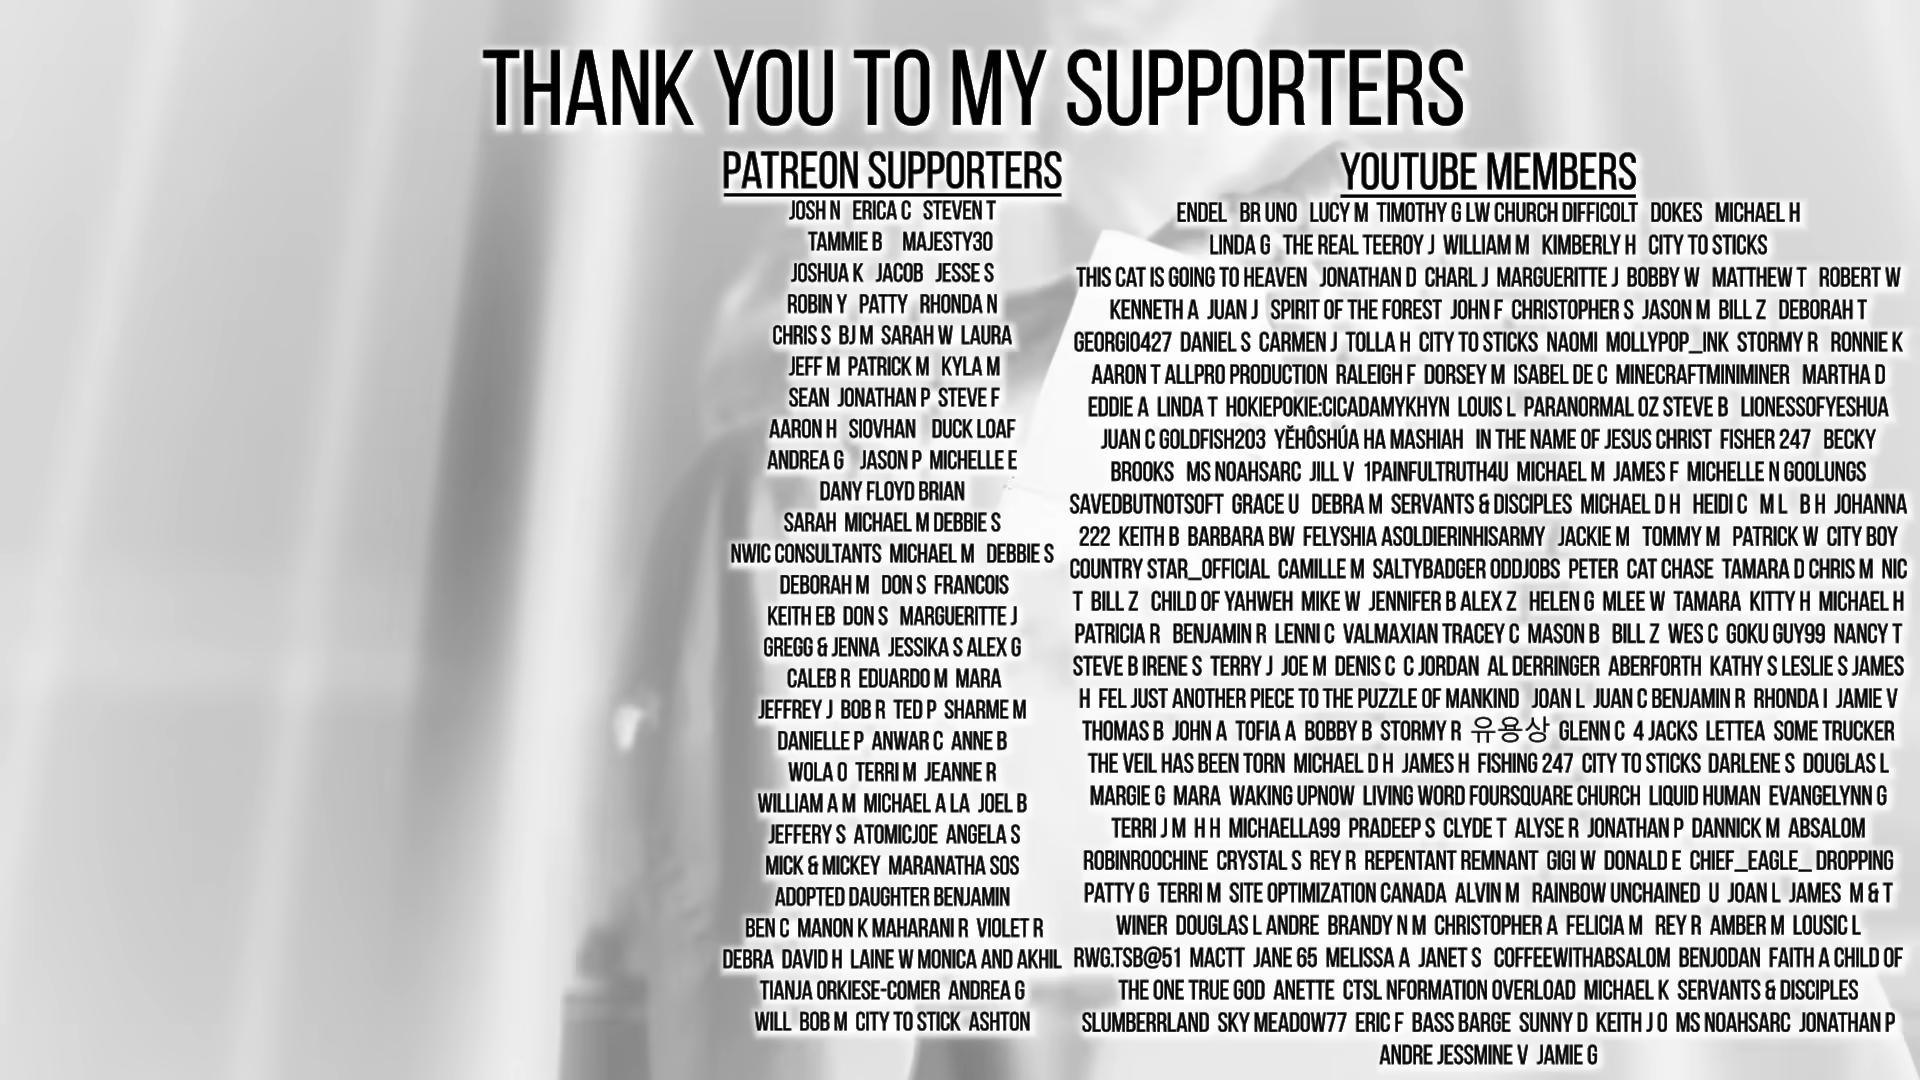 THANK YOU TO MY SUPPORTERS
PATREON SUPPORTERS
JOSH N ERICA C STEVEN T
TAMMIE B MAJESTY30
JOSHUA K JACOB JESSE S
ROBIN Y PATTY RHONDA N
CHRIS S BJ M SARAH W LAURA
JEFF M PATRICK M KYLA M
SEAN JONATHAN P STEVE F
AARON H SIOVHAN DUCK LOAF
ANDREA G JASON P MICHELLE E
DANY FLOYD BRIAN
SARAH MICHAEL M DEBBIE S
NWIC CONSULTANTS MICHAEL M DEBBIE S
DEBORAH M DON S FRANCOIS
KEITH EB DON S MARGUERITTE J
GREGG & JENNA JESSIKA S ALEX G
CALEB R EDUARDO M MARA
JEFFREY J BOB R TED P SHARME M
DANIELLE P ANWAR C ANNE B
WOLA O TERRI M JEANNE R
WILLIAM A M MICHAEL A LA JOEL B
JEFFERY S ATOMICJOE ANGELA S
MICK & MICKEY MARANATHA SOS
ADOPTED DAUGHTER BENJAMIN
BEN C MANON K MAHARANI R VIOLET R
DEBRA DAVID H LAINE W MONICA AND AKHIL
TIANJA ORKIESE-COMER ANDREA G
WILL BOB M CITY TO STICK ASHTON
YOUTUBE MEMBERS
ENDEL BR UNO LUCY M TIMOTHY G LW CHURCH DIFFICOLT DOKES MICHAEL H
LINDA G THE REAL TEEROY J WILLIAM M KIMBERLY H CITY TO STICKS
THIS CAT IS GOING TO HEAVEN JONATHAN D CHARL J MARGUERITTE J BOBBY W MATTHEW T ROBERT W
KENNETH A JUAN J SPIRIT OF THE FOREST JOHN F CHRISTOPHER S JASON M BILL Z DEBORAH T
GEORGIO427 DANIEL S CARMEN J TOLLA H CITY TO STICKS NAOMI MOLLYPOP_INK STORMY R RONNIE K
AARON T ALLPRO PRODUCTION RALEIGH F DORSEY M ISABEL DE C MINECRAFTMINIMINER MARTHA D
EDDIE A LINDA T HOKIEPOKIE:CICADAMYKHYN LOUIS L PARANORMAL OZ STEVE B LIONESSOFYESHUA
JUAN C GOLDFISH203 YĔHÔSHÚA HA MASHIAH IN THE NAME OF JESUS CHRIST FISHER 247 BECKY
BROOKS MS NOAHSARC JILL V 1PAINFULTRUTH4U MICHAEL M JAMES F MICHELLE N GOOLUNGS
SAVEDBUTNOTSOFT GRACE U DEBRA M SERVANTS & DISCIPLES MICHAEL D H HEIDI C M L B H JOHANNA
222 KEITH B BARBARA BW FELYSHIA ASOLDIERINHISARMY JACKIE M TOMMY M PATRICK W CITY BOY
COUNTRY STAR_OFFICIAL CAMILLE M SALTYBADGER ODDJOBS PETER CAT CHASE TAMARA D CHRIS M NIC
T BILL Z CHILD OF YAHWEH MIKE W JENNIFER B ALEX Z HELEN G MLEE W TAMARA KITTY H MICHAEL H
PATRICIA R BENJAMIN R LENNI C VALMAXIAN TRACEY C MASON B BILL Z WES C GOKU GUY99 NANCY T
STEVE B IRENE S TERRY J JOE M DENIS C C JORDAN AL DERRINGER ABERFORTH KATHY S LESLIE S JAMES
H FEL JUST ANOTHER PIECE TO THE PUZZLE OF MANKIND JOAN L JUAN C BENJAMIN R RHONDA I JAMIE V
THOMAS B JOHN A TOFIA A BOBBY B STORMY R 유용상 GLENN C 4 JACKS LETTEA SOME TRUCKER
THE VEIL HAS BEEN TORN MICHAEL D H JAMES H FISHING 247 CITY TO STICKS DARLENE S DOUGLAS L
MARGIE G MARA WAKING UPNOW LIVING WORD FOURSQUARE CHURCH LIQUID HUMAN EVANGELYNN G
TERRI J M H H MICHAELLA99 PRADEEP S CLYDE T ALYSE R JONATHAN P DANNICK M ABSALOM
ROBINROOCHINE CRYSTAL S REY R REPENTANT REMNANT GIGI W DONALD E CHIEF_EAGLE_ DROPPING
PATTY G TERRI M SITE OPTIMIZATION CANADA ALVIN M RAINBOW UNCHAINED U JOAN L JAMES M & T
WINER DOUGLAS L ANDRE BRANDY N M CHRISTOPHER A FELICIA M REY R AMBER M LOUSIC L
RWG.TSB@51 MACTT JANE 65 MELISSA A JANET S COFFEEWITHABSALOM BENJODAN FAITH A CHILD OF
THE ONE TRUE GOD ANETTE CTSL NFORMATION OVERLOAD MICHAEL K SERVANTS & DISCIPLES
SLUMBERRLAND SKY MEADOW77 ERIC F BASS BARGE SUNNY D KEITH J O MS NOAHSARC JONATHAN P
ANDRE JESSMINE V JAMIE G